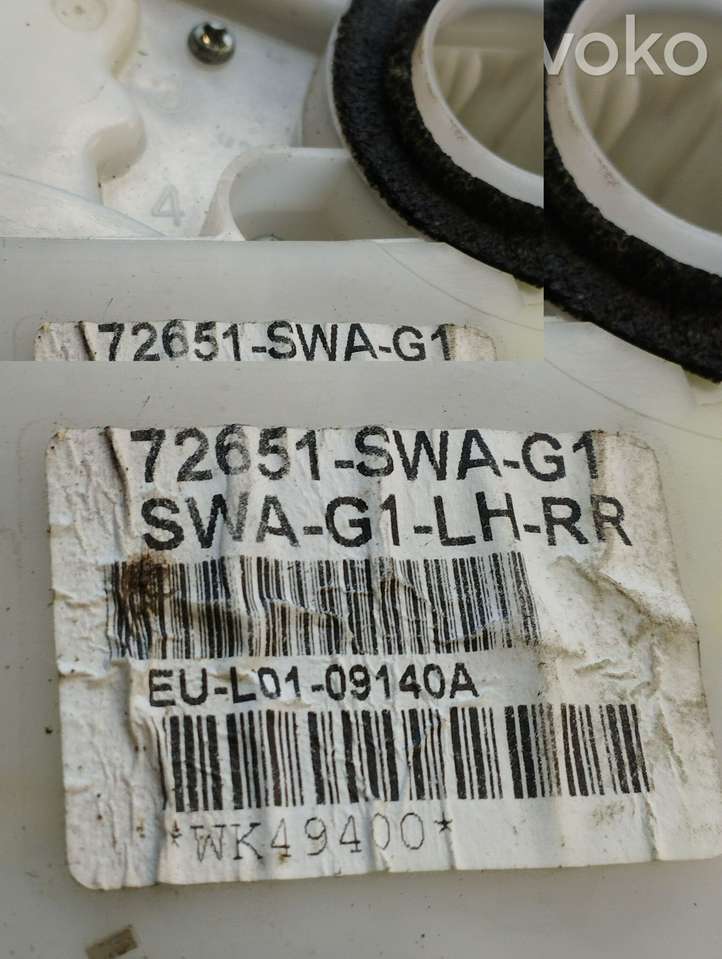 voko
4
72651-SWA-G1
72651-SWA-G1
SWA-G1-LH-RR
EU-L01-09140A
*WK49400*